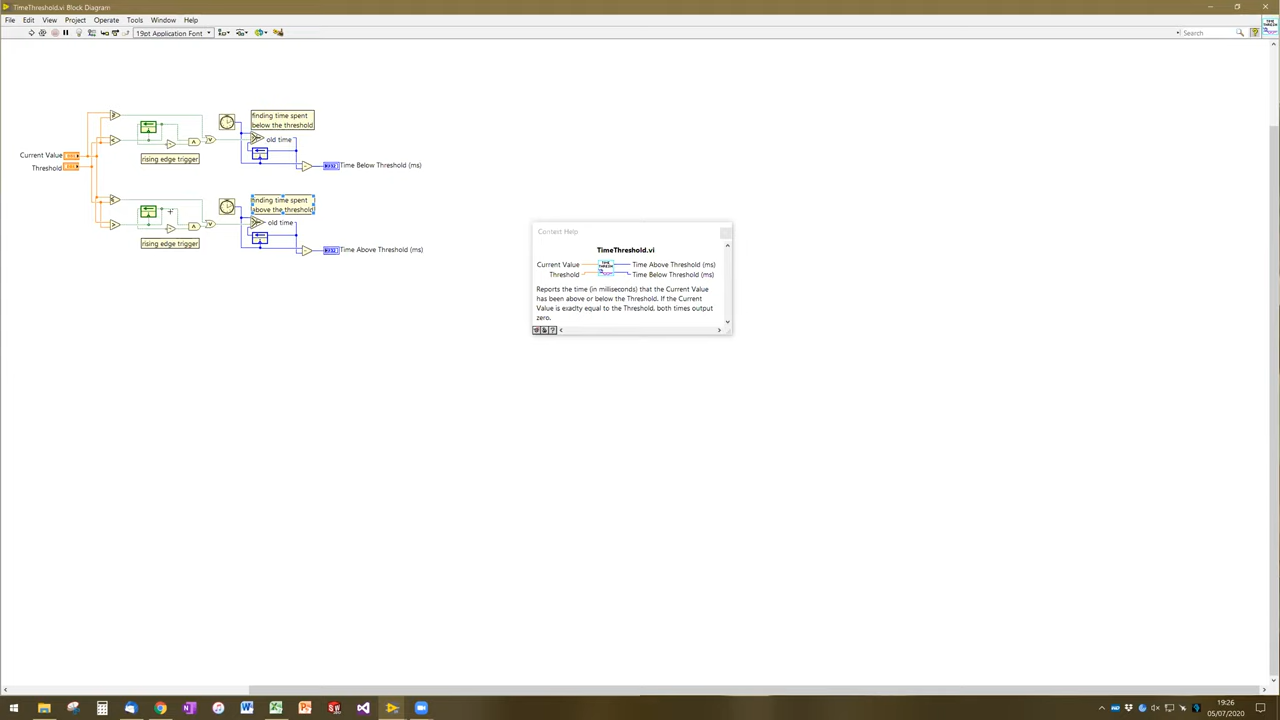 TimeThreshold.vi Block Diagram
File Edit View Project Operate Tools Window Help
19pt Application Font
Search
finding time spent
below the threshold
old time
Current Value
Threshold
rising edge trigger
Time Below Threshold (ms)
finding time spent
above the threshold
old time
rising edge trigger
Time Above Threshold (ms)
Context Help
TimeThreshold.vi
Current Value
Threshold
Time Above Threshold (ms)
Time Below Threshold (ms)
Reports the time (in milliseconds) that the Current Value
has been above or below the Threshold. If the Current
Value is exadtly equal to the Threshold, both times output
zero.
19:26
05/07/2020